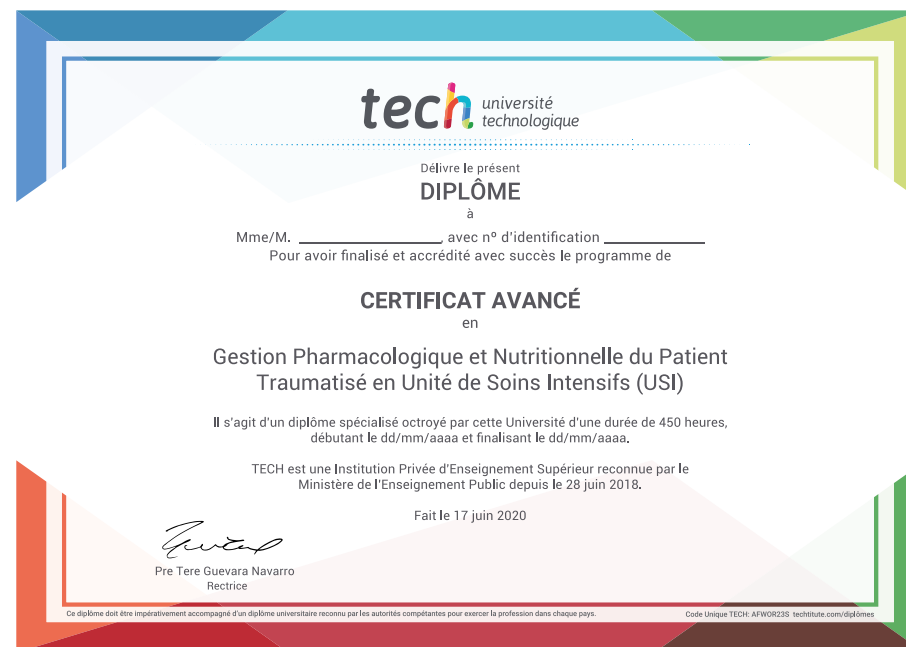 tech université
technologique
Délivre le présent
DIPLÔME
à
Mme/M. ____________________, avec nº d'identification ______________
Pour avoir finalisé et accrédité avec succès le programme de
CERTIFICAT AVANCÉ
en
Gestion Pharmacologique et Nutritionnelle du Patient
Traumatisé en Unité de Soins Intensifs (USI)
Il s'agit d'un diplôme spécialisé octroyé par cette Université d'une durée de 450 heures,
débutant le dd/mm/aaaa et finalisant le dd/mm/aaaa.
TECH est une Institution Privée d'Enseignement Supérieur reconnue par le
Ministère de l'Enseignement Public depuis le 28 juin 2018.
Fait le 17 juin 2020
Pre Tere Guevara Navarro
Rectrice
Ce diplôme doit être impérativement accompagné d'un diplôme universitaire reconnu par les autorités compétantes pour exercer la profession dans chaque pays.
Code Unique TECH: AFWOR23S techtitute.com/diplômes